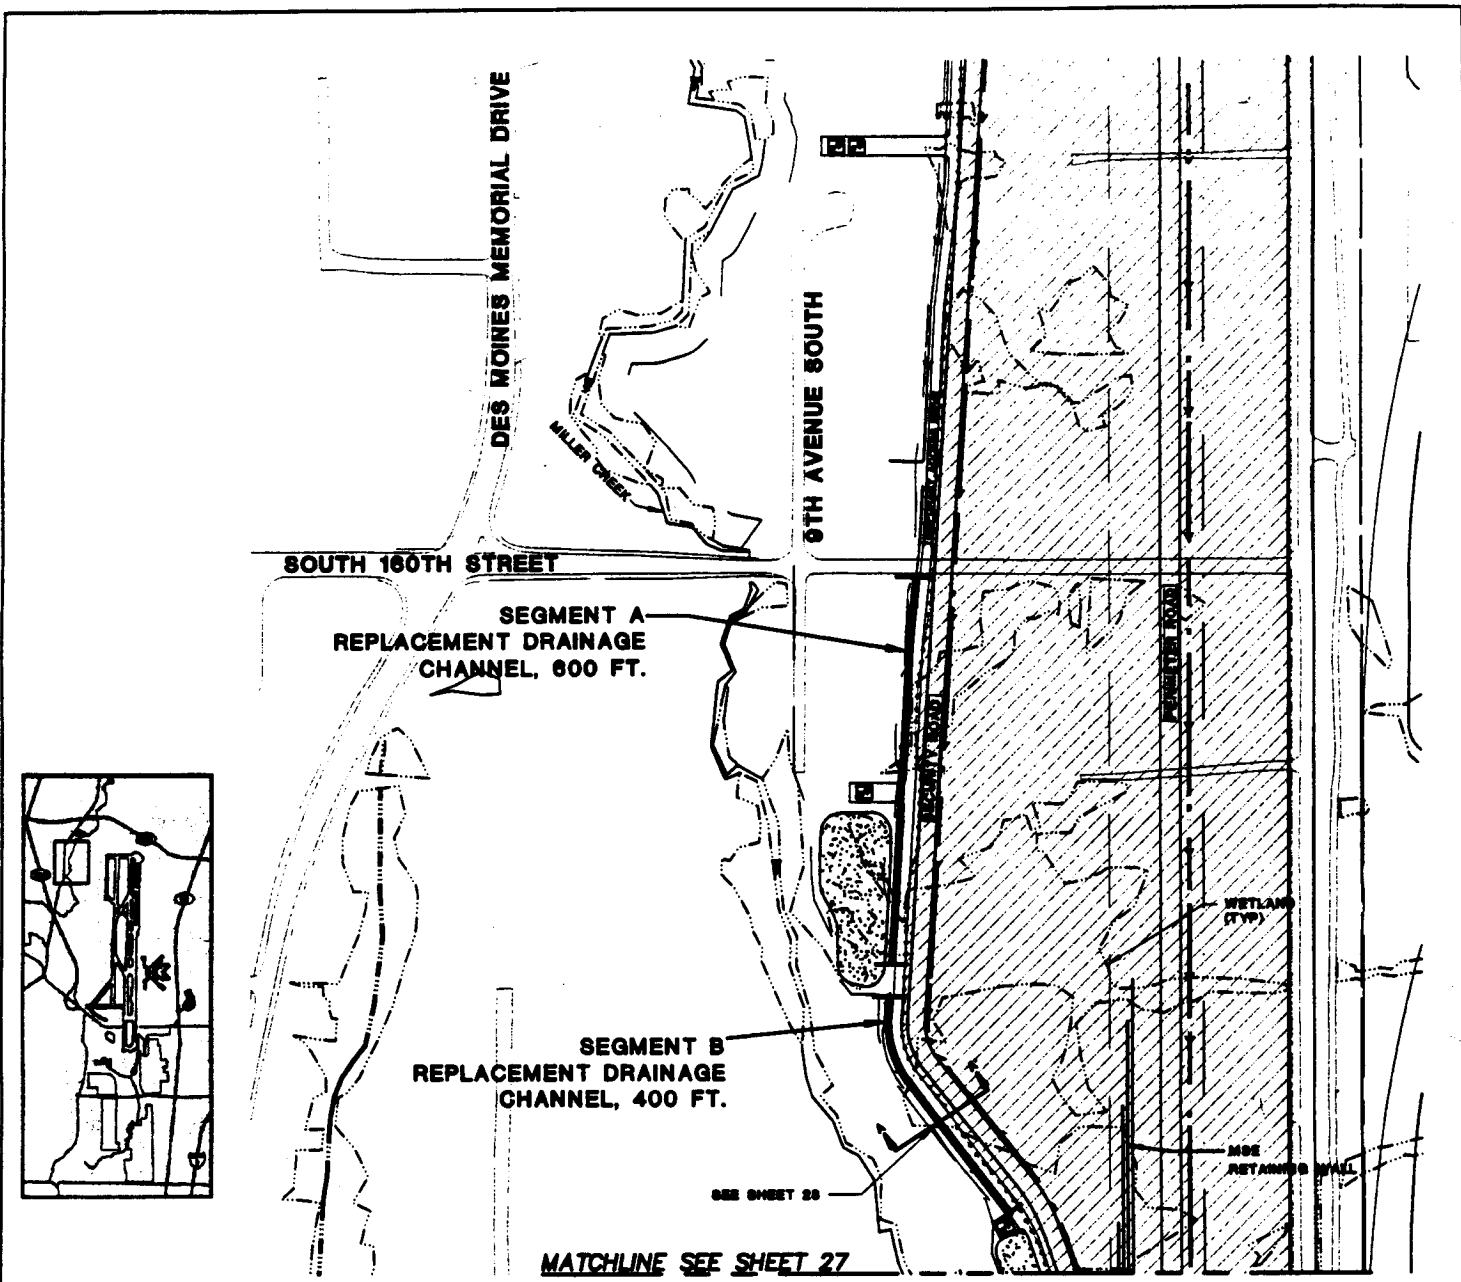 DES MOINES MEMORIAL DRIVE
9TH AVENUE SOUTH
MILLER CREEK
SOUTH 160TH STREET
SEGMENT A
REPLACEMENT DRAINAGE
CHANNEL, 600 FT.
PERIMETER ROAD
SECURITY ROAD
WETLAND
(TYP)
SEGMENT B
REPLACEMENT DRAINAGE
CHANNEL, 400 FT.
MSE
RETAINING WALL
SEE SHEET 28
MATCHLINE SEE SHEET 27